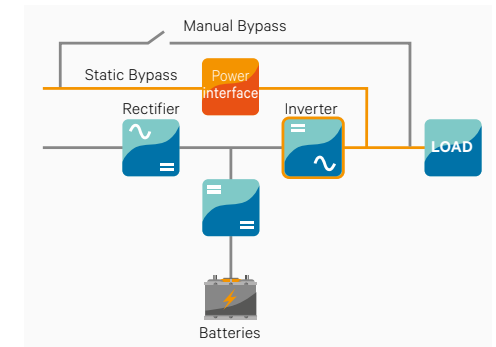 Manual Bypass
Static Bypass
Power
interface
Rectifier
Inverter
LOAD
Batteries